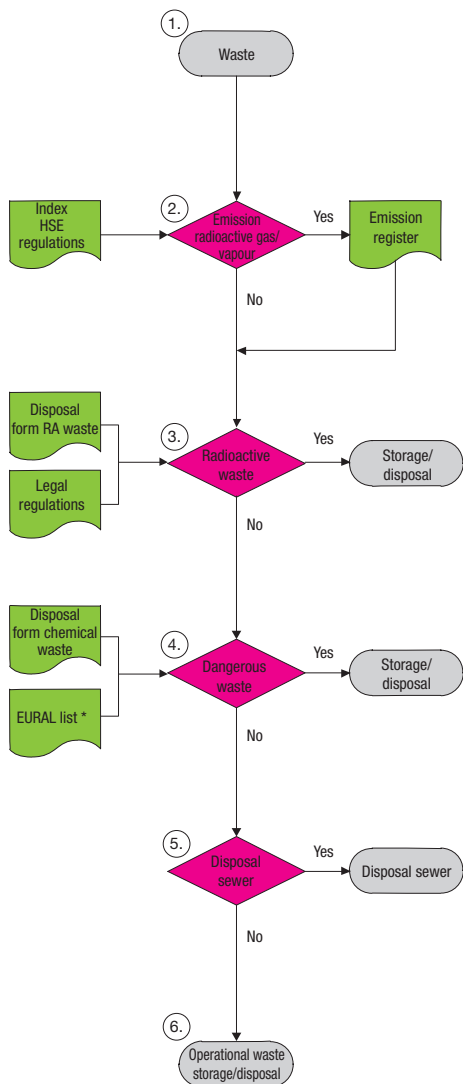 1.
Waste
Index
HSE
regulations
2.
Emission
radioactive gas/
vapour
Yes
Emission
register
No
Disposal
form RA waste
Legal
regulations
3.
Radioactive
waste
Yes
Storage/
disposal
No
Disposal
form chemical
waste
EURAL list *
4.
Dangerous
waste
Yes
Storage/
disposal
No
5.
Disposal
sewer
Yes
Disposal sewer
No
6.
Operational waste
storage/disposal